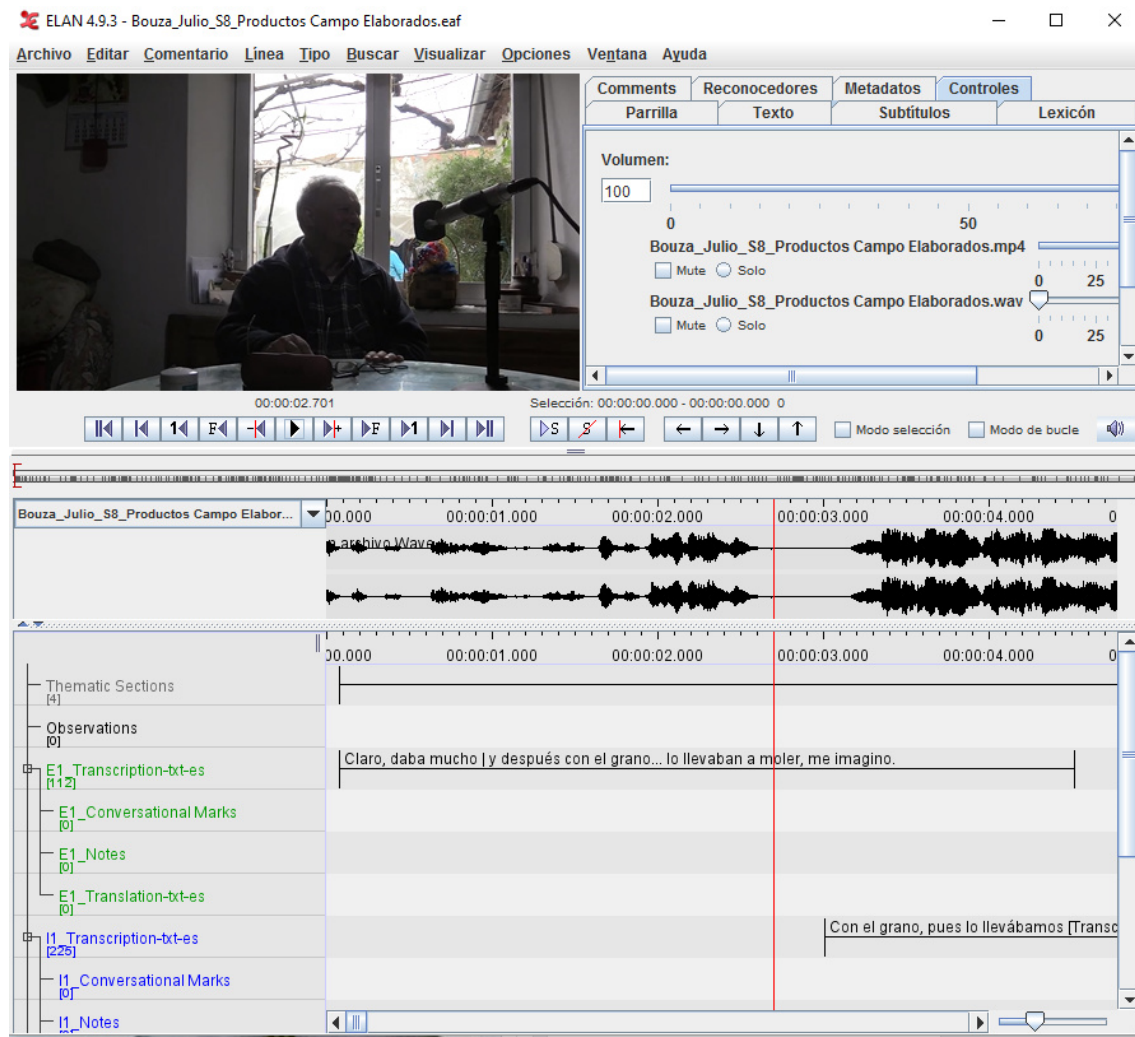 ELAN 4.9.3 - Bouza_Julio_S8_Productos Campo Elaborados.eaf
Archivo Editar Comentario Línea Tipo Buscar Visualizar Opciones Ventana Ayuda
Comments Reconocedores Metadatos Controles
Parrilla Texto Subtítulos Lexicón
Volumen:
100
0 50
Bouza_Julio_S8_Productos Campo Elaborados.mp4
Mute Solo
0 25
Bouza_Julio_S8_Productos Campo Elaborados.wav
Mute Solo
0 25
00:00:02.701 Selección: 00:00:00.000 - 00:00:00.000 0
1 F + F 1 S S Modo selección Modo de bucle
Bouza_Julio_S8_Productos Campo Elabor... 00.000 00:00:01.000 00:00:02.000 00:00:03.000 00:00:04.000 0
archivo Wave
00.000 00:00:01.000 00:00:02.000 00:00:03.000 00:00:04.000 0
Thematic Sections
[4]
Observations
[0]
E1_Transcription-txt-es Claro, daba mucho | y después con el grano... lo llevaban a moler, me imagino.
[112]
E1_Conversational Marks
[0]
E1_Notes
[0]
E1_Translation-txt-es
[0]
I1_Transcription-txt-es Con el grano, pues lo llevábamos [Transc
[225]
I1_Conversational Marks
[0]
I1_Notes